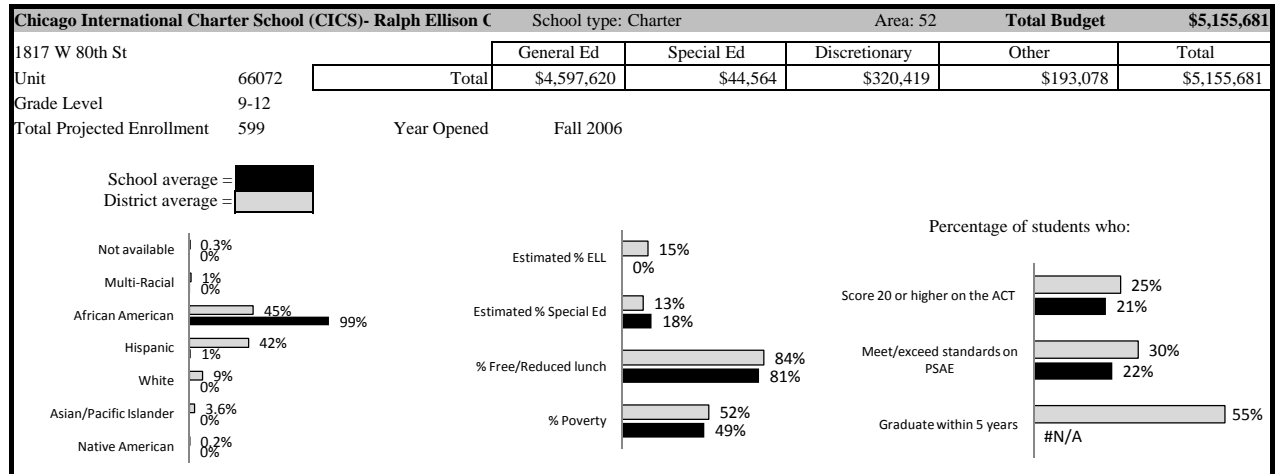 Chicago International Charter School (CICS)- Ralph Ellison C School type: Charter Area: 52 Total Budget $5,155,681
1817 W 80th St General Ed Special Ed Discretionary Other Total
Unit 66072 Total $4,597,620 $44,564 $320,419 $193,078 $5,155,681
Grade Level 9-12
Total Projected Enrollment 599 Year Opened Fall 2006
School average =
District average =
Not available 0.3%
0%
Multi-Racial 1%
0%
African American 45%
99%
Hispanic 42%
1%
White 9%
0%
Asian/Pacific Islander 3.6%
0%
Native American 0.2%
0%
Estimated % ELL 15%
0%
Estimated % Special Ed 13%
18%
% Free/Reduced lunch 84%
81%
% Poverty 52%
49%
Percentage of students who:
Score 20 or higher on the ACT 25%
21%
Meet/exceed standards on
PSAE 30%
22%
Graduate within 5 years 55%
#N/A